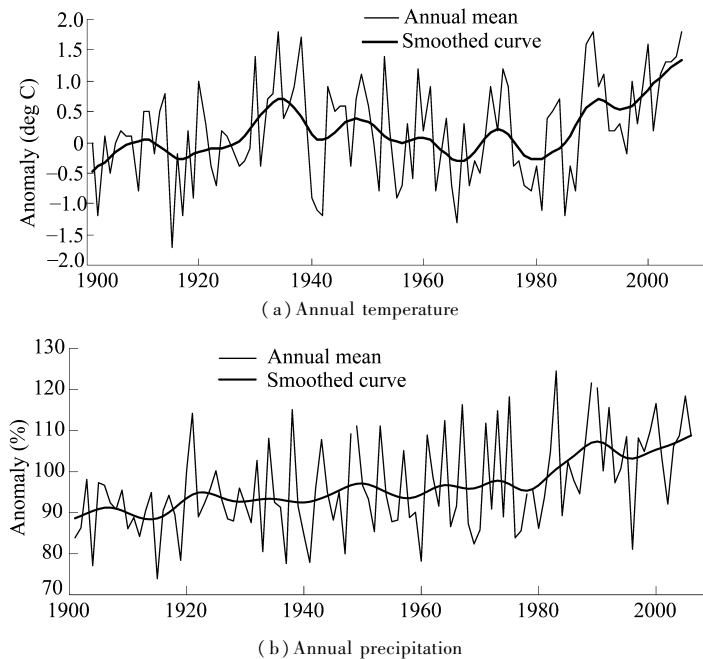 2.0
Annual mean
Smoothed curve
1.5
1.0
0.5
0
−0.5
−1.0
−1.5
−2.0
Anomaly (deg C)
1900 1920 1940 1960 1980 2000
(a) Annual temperature
130
Annual mean
120
Smoothed curve
110
100
90
80
70
Anomaly (%)
1900 1920 1940 1960 1980 2000
(b) Annual precipitation